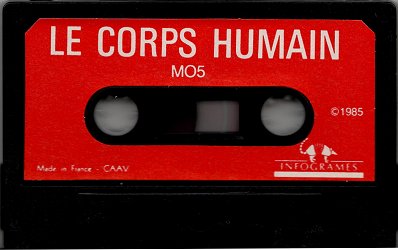 LE CORPS HUMAIN
MO5
©1985
Made in France - CAAV
INFOGRAMES